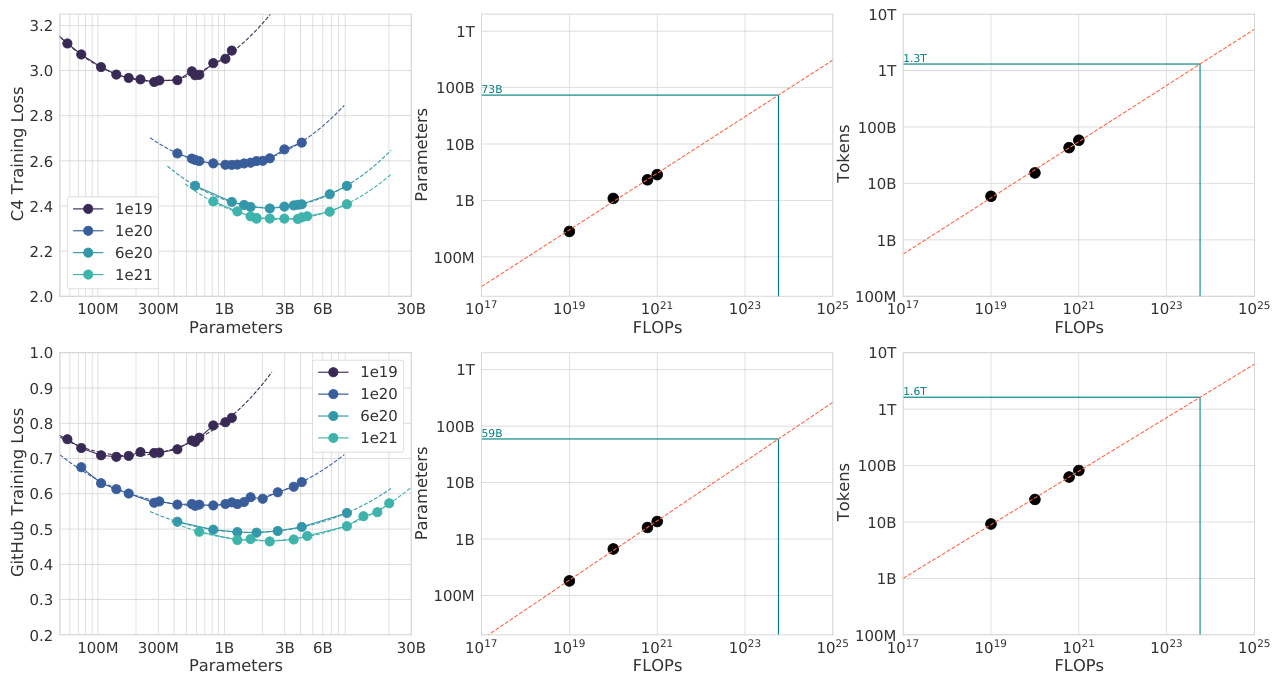 3.2
3.0
2.8
2.6
2.4
2.2
2.0
C4 Training Loss
1e19
1e20
6e20
1e21
100M 300M 1B 3B 6B 30B
Parameters
1T
100B
10B
1B
100M
Parameters
73B
10^17 10^19 10^21 10^23 10^25
FLOPs
10T
1T
100B
10B
1B
100M
Tokens
1.3T
10^17 10^19 10^21 10^23 10^25
FLOPs
1.0
0.9
0.8
0.7
0.6
0.5
0.4
0.3
0.2
GitHub Training Loss
1e19
1e20
6e20
1e21
100M 300M 1B 3B 6B 30B
Parameters
1T
100B
10B
1B
100M
Parameters
59B
10^17 10^19 10^21 10^23 10^25
FLOPs
10T
1T
100B
10B
1B
100M
Tokens
1.6T
10^17 10^19 10^21 10^23 10^25
FLOPs